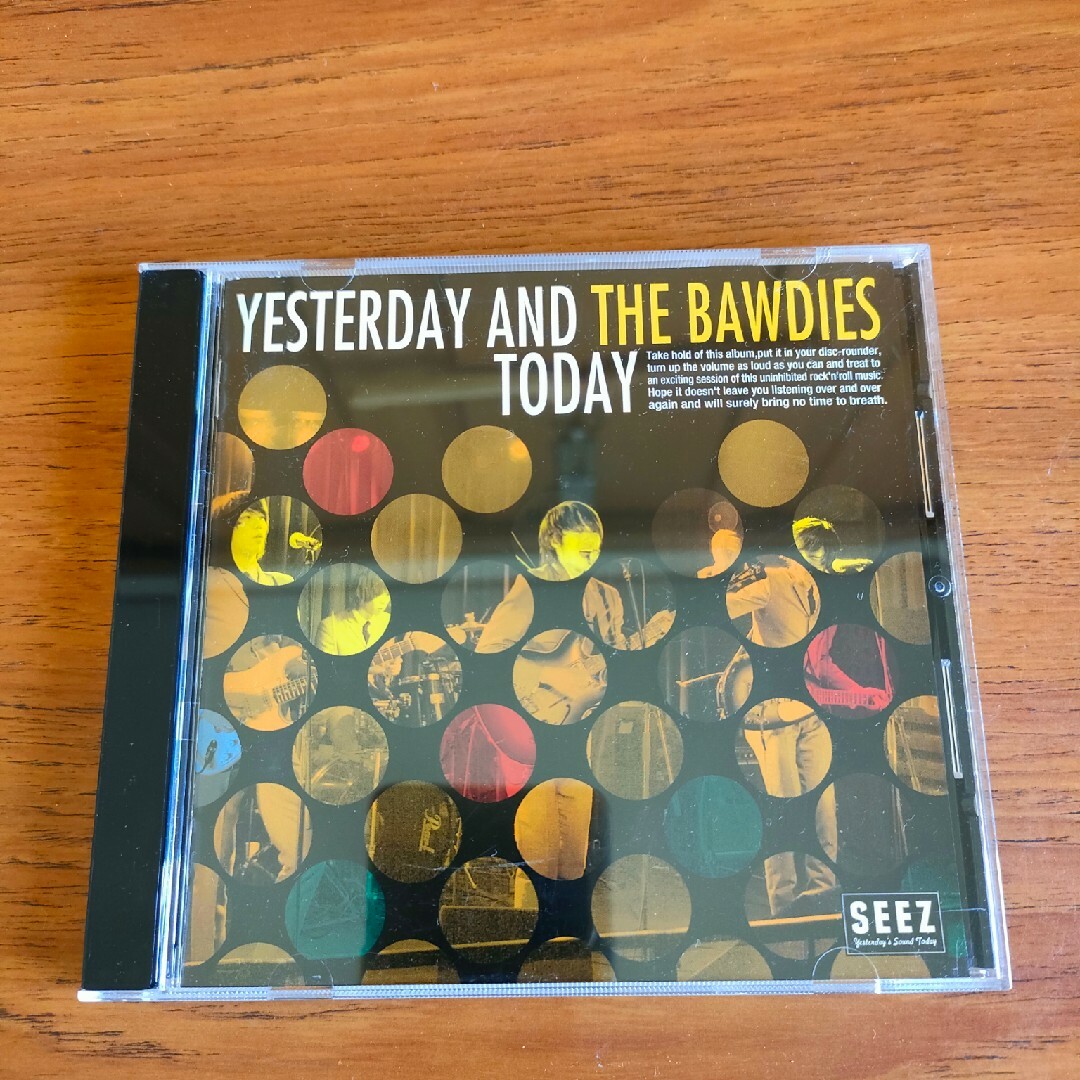 YESTERDAY AND THE BAWDIES
TODAY
Take hold of this album,put it in your disc-rounder,
turn up the volume as loud as you can and treat to
an exciting session of this uninhibited rock'n'roll music.
Hope it doesn't leave you listening over and over
again and will surely bring no time to breath.
Pearl
SEEZ
Yesterday's Sound Today